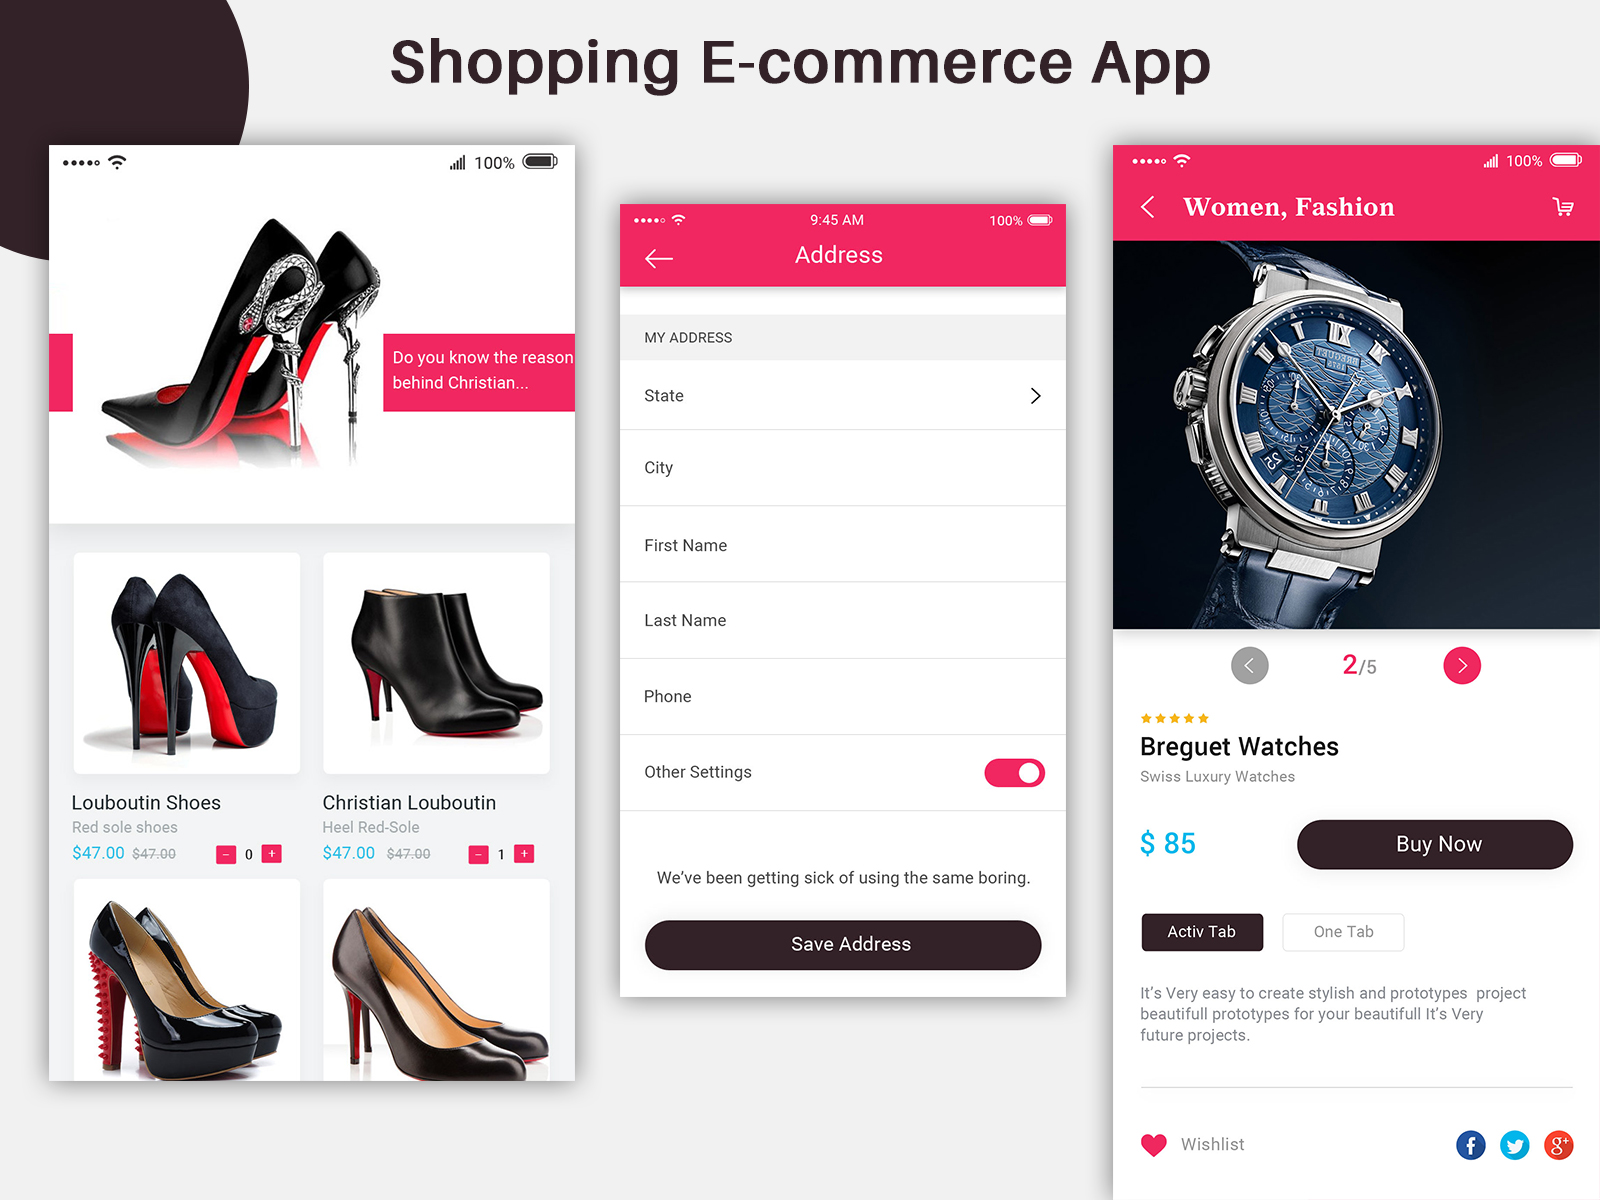 Shopping E-commerce App
100%
Do you know the reason
behind Christian...
Louboutin Shoes
Red sole shoes
$47.00 $47.00
- 0 +
Christian Louboutin
Heel Red-Sole
$47.00 $47.00
- 1 +
9:45 AM
100%
Address
MY ADDRESS
State
City
First Name
Last Name
Phone
Other Settings
We've been getting sick of using the same boring.
Save Address
100%
Women, Fashion
2/5
Breguet Watches
Swiss Luxury Watches
$ 85
Buy Now
Activ Tab
One Tab
It's Very easy to create stylish and prototypes project
beautifull prototypes for your beautifull It's Very
future projects.
Wishlist
f
g+